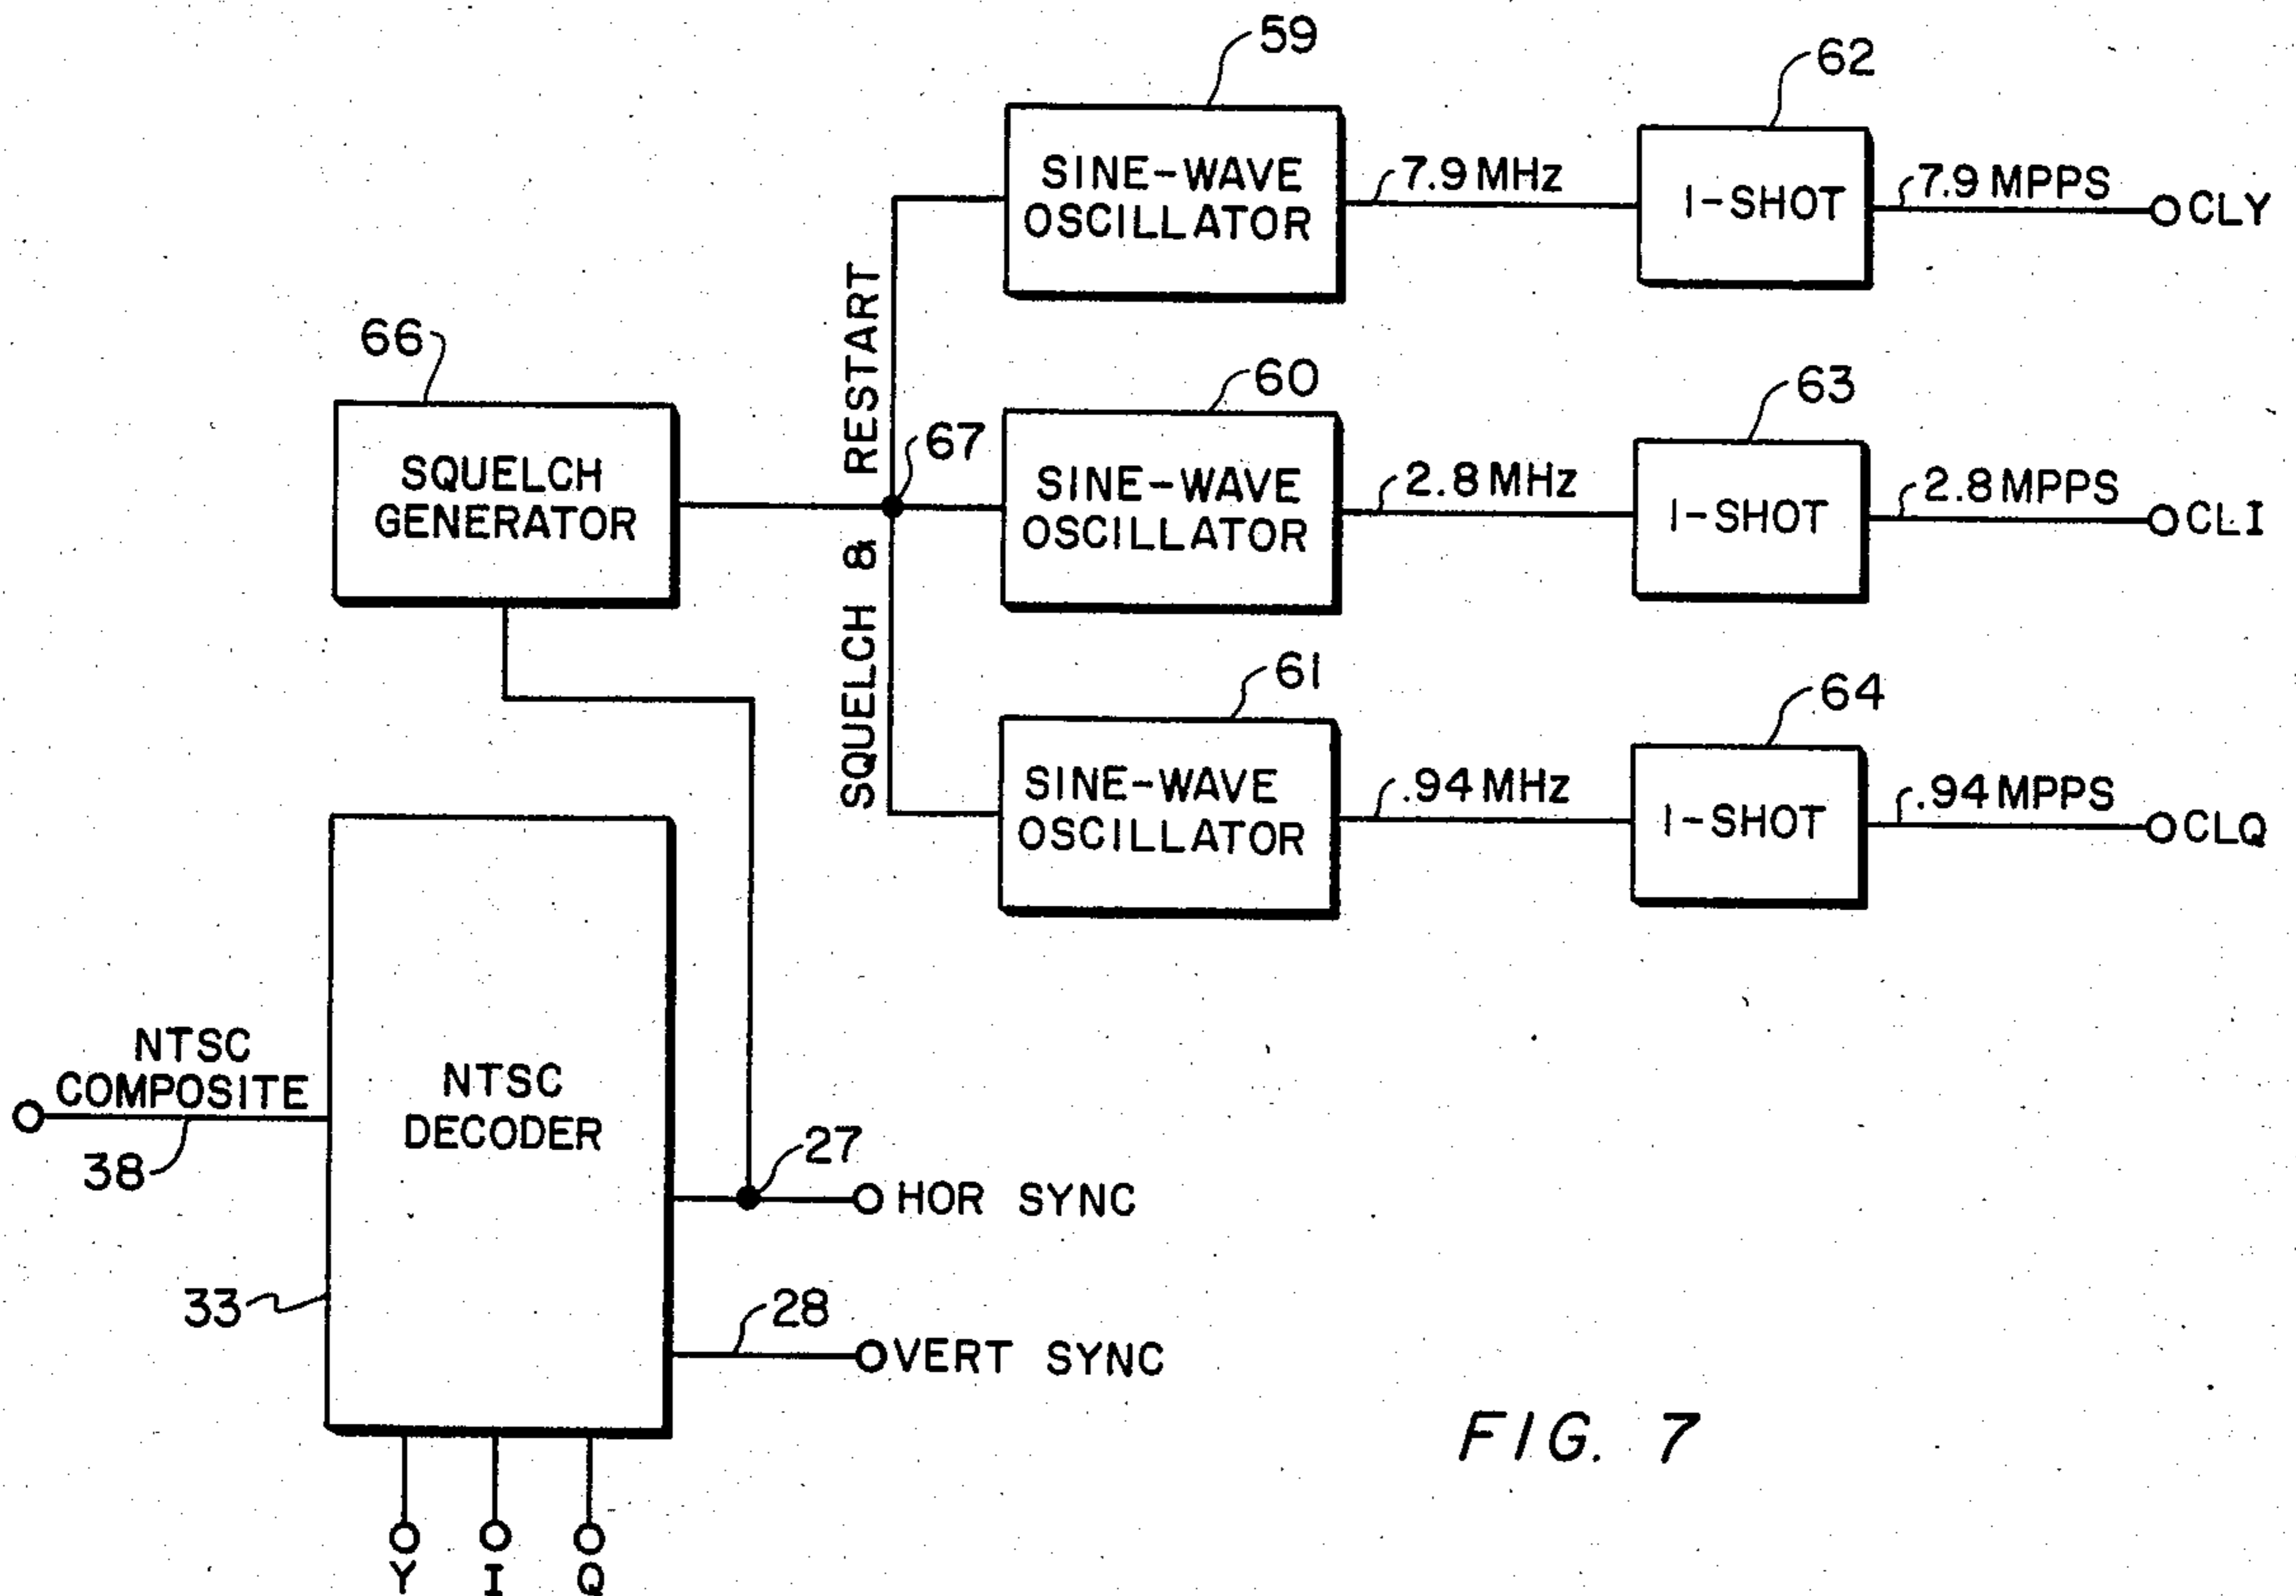 59
62
SINE-WAVE
OSCILLATOR
7.9 MHz
1-SHOT
7.9 MPPS
CLY
SQUELCH & RESTART
66
SQUELCH
GENERATOR
67
60
SINE-WAVE
OSCILLATOR
2.8 MHz
63
1-SHOT
2.8 MPPS
CLI
61
SINE-WAVE
OSCILLATOR
.94 MHz
64
1-SHOT
.94 MPPS
CLQ
NTSC
COMPOSITE
38
NTSC
DECODER
33
27
HOR SYNC
28
VERT SYNC
Y
I
Q
FIG. 7